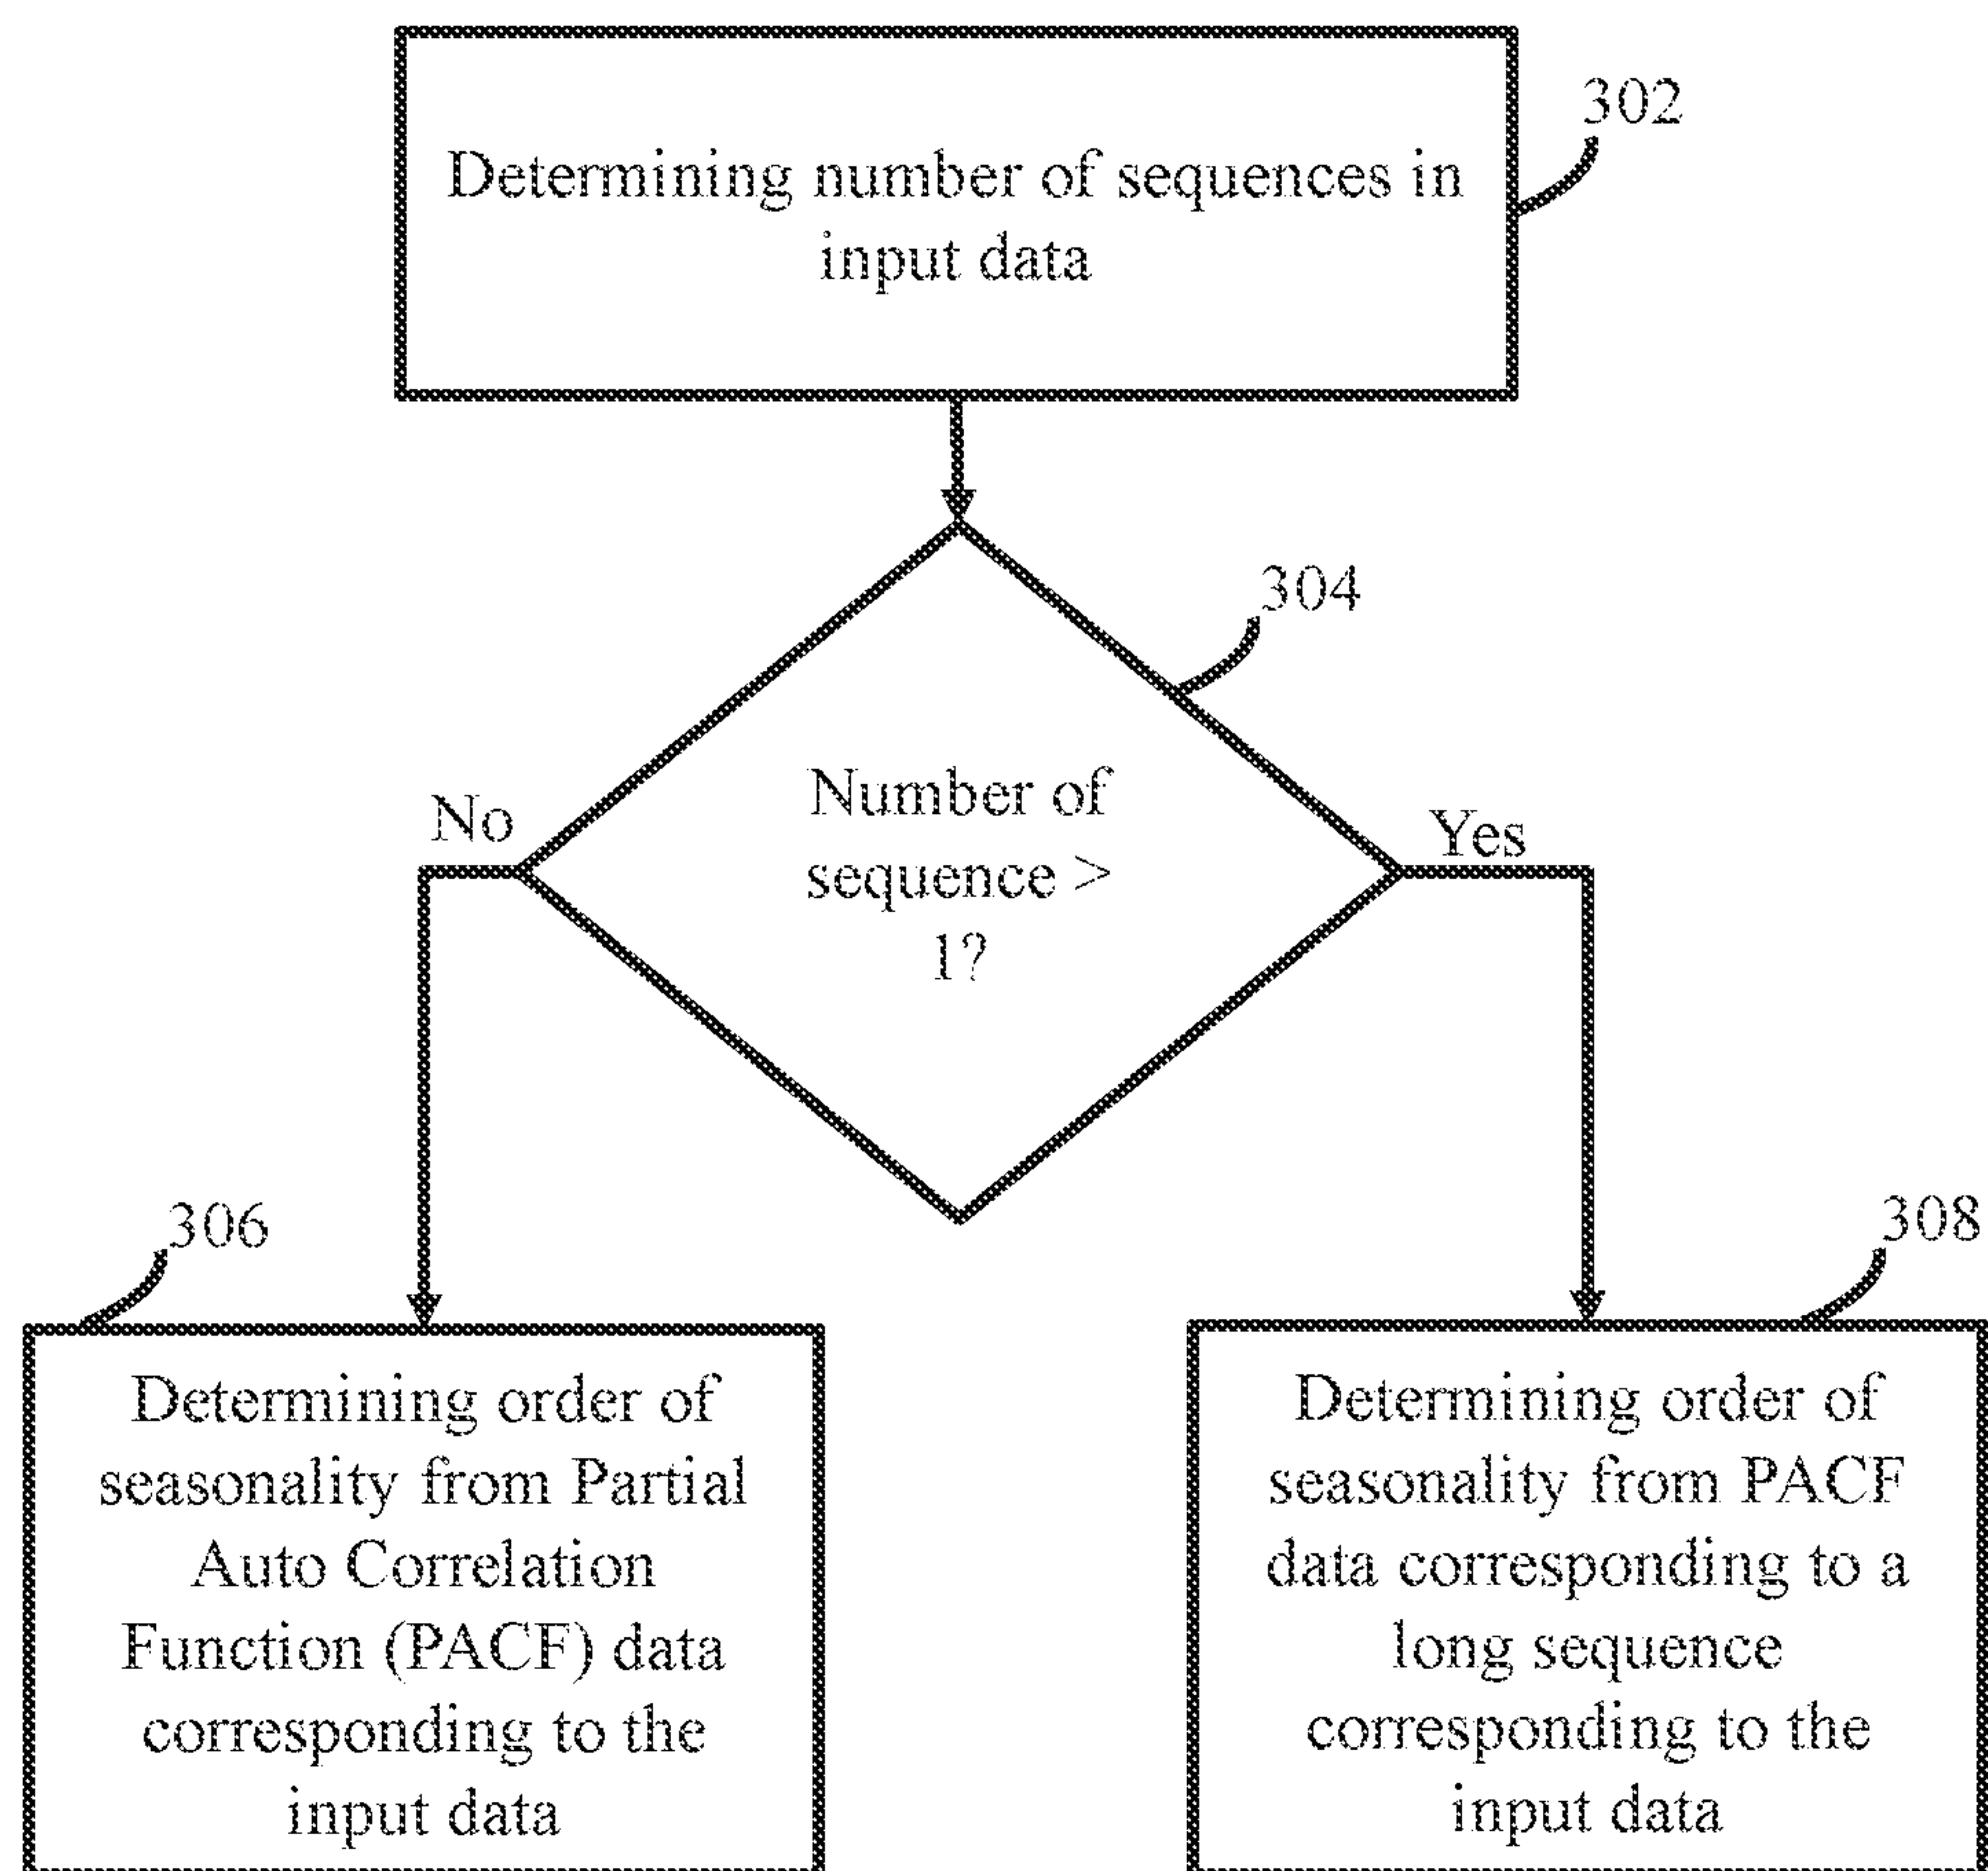 302
Determining number of sequences in
input data
304
Number of
sequence >
1?
No
Yes
306
Determining order of
seasonality from Partial
Auto Correlation
Function (PACF) data
corresponding to the
input data
308
Determining order of
seasonality from PACF
data corresponding to a
long sequence
corresponding to the
input data